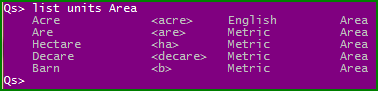 Qs> list units Area
Acre <acre> English Area
Are <are> Metric Area
Hectare <ha> Metric Area
Decare <decare> Metric Area
Barn <b> Metric Area
Qs>